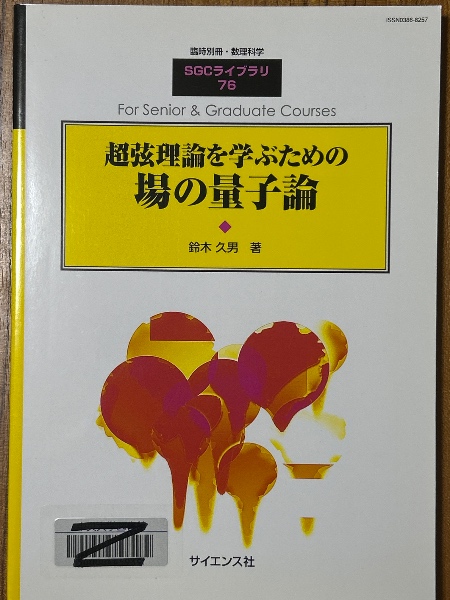 ISSN0386-8257
臨時別冊・数理科学
SGCライブラリ
76
For Senior & Graduate Courses
超弦理論を学ぶための
場の量子論
鈴木 久男 著
サイエンス社